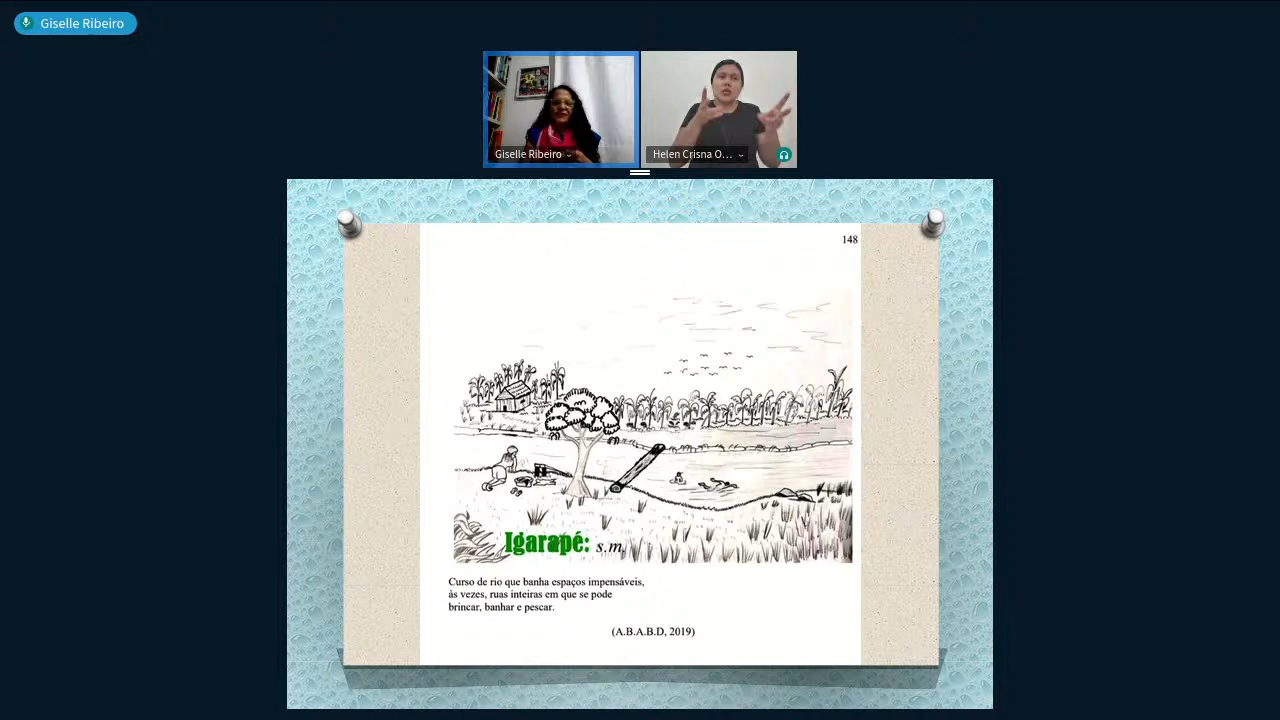 Giselle Ribeiro
Giselle Ribeiro
Helen Crisna O...
148
Igarapé: s.m.
Curso de rio que banha espaços impensáveis,
às vezes, ruas inteiras em que se pode
brincar, banhar e pescar.
(A.B.A.B.D, 2019)